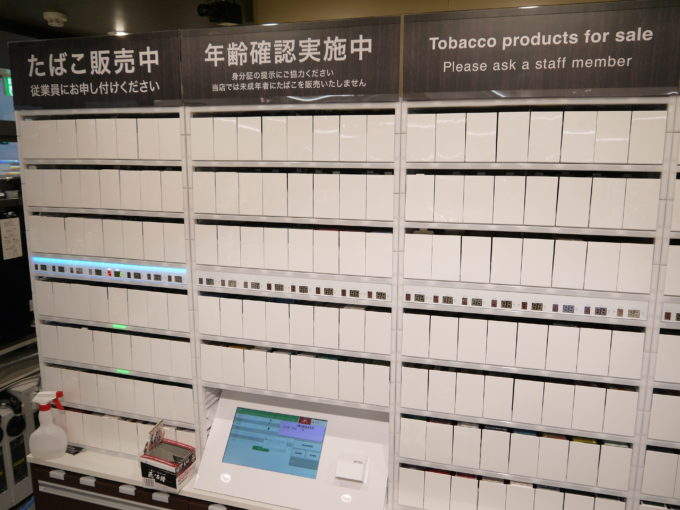 たばこ販売中
従業員にお申し付けください
年齢確認実施中
身分証の提示にご協力ください
当店では未成年者にたばこを販売いたしません
Tobacco products for sale
Please ask a staff member